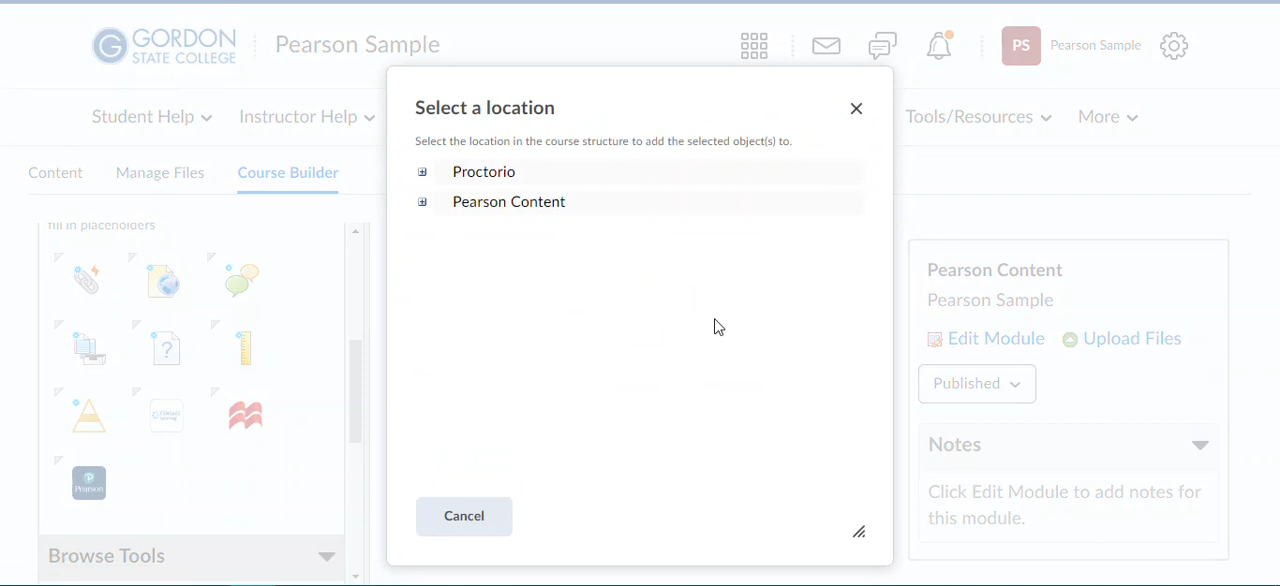 GORDON
STATE COLLEGE
Pearson Sample
PS
Pearson Sample
Student Help
Instructor Help
Tools/Resources
More
Content
Manage Files
Course Builder
Select a location
Select the location in the course structure to add the selected object(s) to.
Proctorio
Pearson Content
Cancel
fill in placeholders
Pearson
Browse Tools
Pearson Content
Pearson Sample
Edit Module
Upload Files
Published
Notes
Click Edit Module to add notes for
this module.